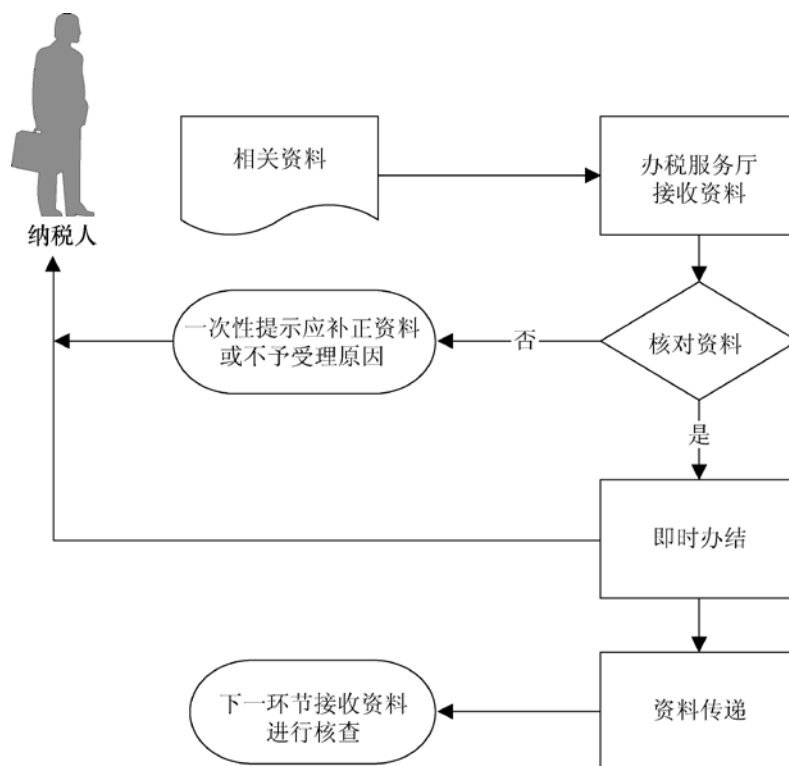 相关资料
办税服务厅
接收资料
纳税人
一次性提示应补正资料
或不予受理原因
否
核对资料
是
即时办结
下一环节接收资料
进行核查
资料传递